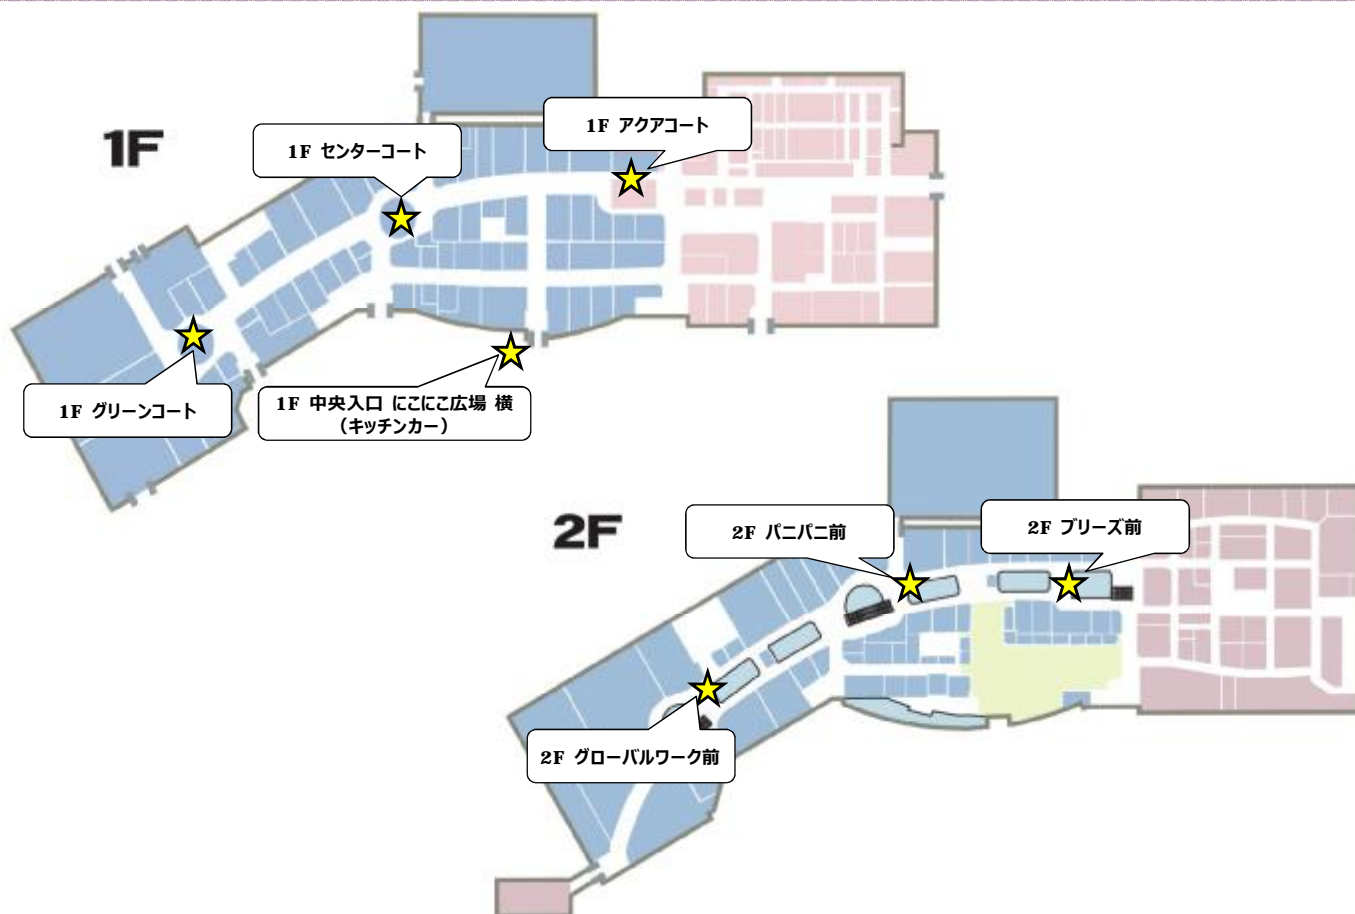 1F
1F センターコート
1F アクアコート
1F グリーンコート
1F 中央入口 にこにこ広場 横
（キッチンカー）
2F
2F パニパニ前
2F ブリーズ前
2F グローバルワーク前